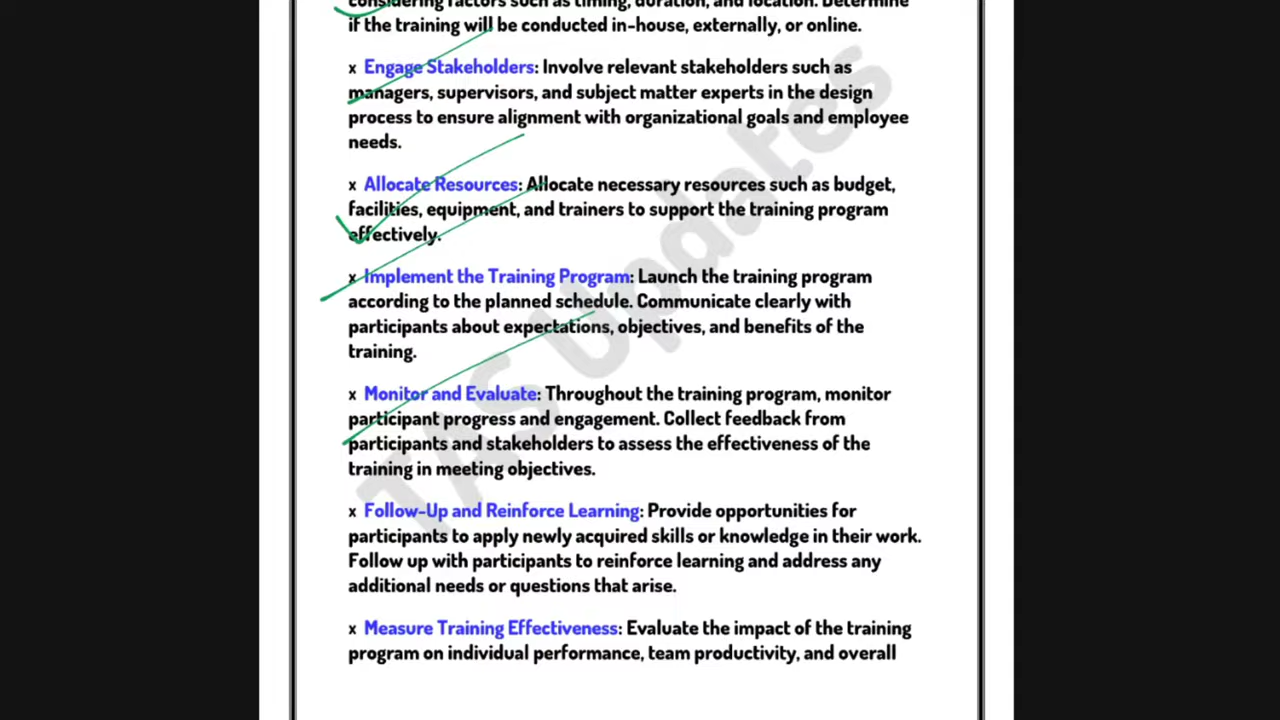 considering factors such as timing, duration, and location. Determine
if the training will be conducted in-house, externally, or online.
x Engage Stakeholders: Involve relevant stakeholders such as
managers, supervisors, and subject matter experts in the design
process to ensure alignment with organizational goals and employee
needs.
x Allocate Resources: Allocate necessary resources such as budget,
facilities, equipment, and trainers to support the training program
effectively.
x Implement the Training Program: Launch the training program
according to the planned schedule. Communicate clearly with
participants about expectations, objectives, and benefits of the
training.
x Monitor and Evaluate: Throughout the training program, monitor
participant progress and engagement. Collect feedback from
participants and stakeholders to assess the effectiveness of the
training in meeting objectives.
x Follow-Up and Reinforce Learning: Provide opportunities for
participants to apply newly acquired skills or knowledge in their work.
Follow up with participants to reinforce learning and address any
additional needs or questions that arise.
x Measure Training Effectiveness: Evaluate the impact of the training
program on individual performance, team productivity, and overall
Updates